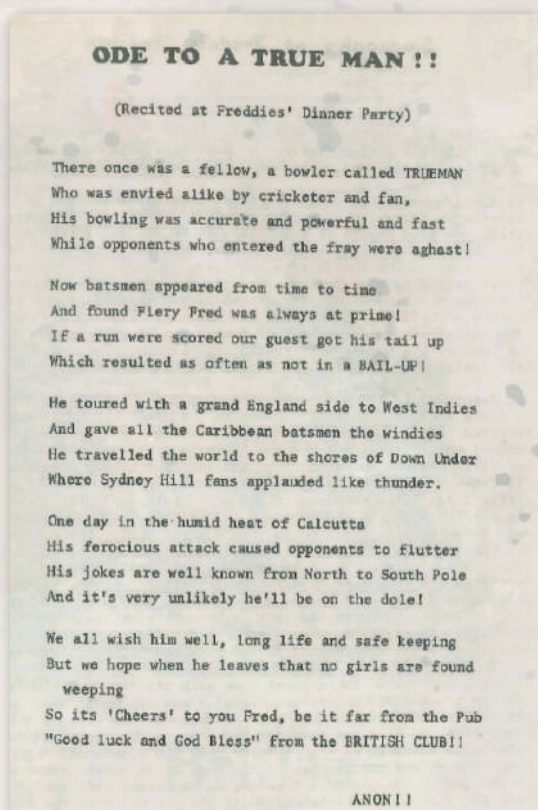 ODE TO A TRUE MAN!!
(Recited at Freddies' Dinner Party)
There once was a fellow, a bowler called TRUEMAN
Who was envied alike by cricketer and fan,
His bowling was accurate and powerful and fast
While opponents who entered the fray were aghast!
Now batsmen appeared from time to time
And found Fiery Fred was always at prime!
If a run were scored our guest got his tail up
Which resulted as often as not in a BAIL-UP!
He toured with a grand England side to West Indies
And gave all the Caribbean batsmen the windies
He travelled the world to the shores of Down Under
Where Sydney Hill fans applauded like thunder.
One day in the humid heat of Calcutta
His ferocious attack caused opponents to flutter
His jokes are well known from North to South Pole
And it's very unlikely he'll be on the dole!
We all wish him well, long life and safe keeping
But we hope when he leaves that no girls are found
weeping
So its 'Cheers' to you Fred, be it far from the Pub
"Good luck and God Bless" from the BRITISH CLUB!!
ANON!!